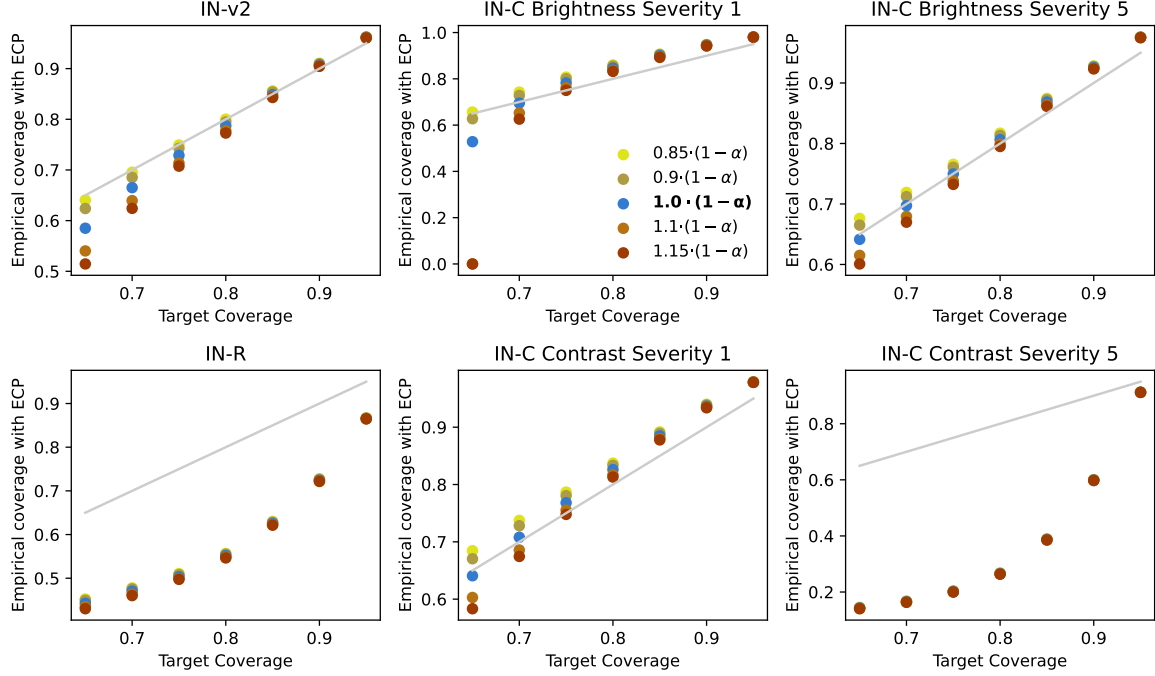 IN-v2
Empirical coverage with ECP
0.9
0.8
0.7
0.6
0.5
0.7 0.8 0.9
Target Coverage
IN-C Brightness Severity 1
Empirical coverage with ECP
1.0
0.8
0.6
0.4
0.2
0.0
0.85·(1 − α)
0.9·(1 − α)
1.0 · (1 − α)
1.1·(1 − α)
1.15·(1 − α)
0.7 0.8 0.9
Target Coverage
IN-C Brightness Severity 5
Empirical coverage with ECP
0.9
0.8
0.7
0.6
0.7 0.8 0.9
Target Coverage
IN-R
Empirical coverage with ECP
0.9
0.8
0.7
0.6
0.5
0.7 0.8 0.9
Target Coverage
IN-C Contrast Severity 1
Empirical coverage with ECP
0.9
0.8
0.7
0.6
0.7 0.8 0.9
Target Coverage
IN-C Contrast Severity 5
Empirical coverage with ECP
0.8
0.6
0.4
0.2
0.7 0.8 0.9
Target Coverage